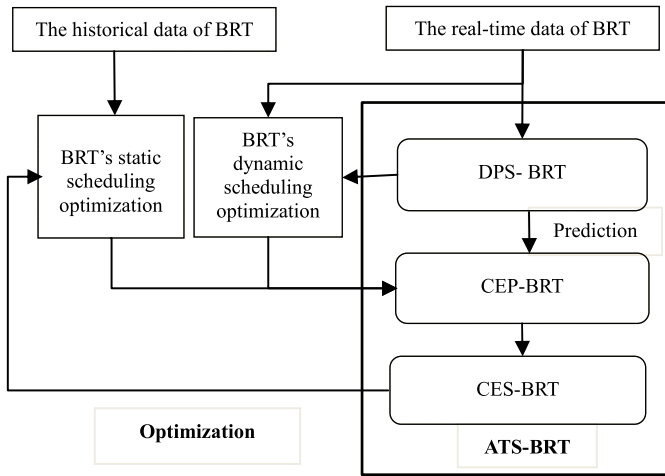 The historical data of BRT
The real-time data of BRT
BRT's static
scheduling
optimization
BRT's
dynamic
scheduling
optimization
DPS- BRT
Prediction
CEP-BRT
CES-BRT
Optimization
ATS-BRT